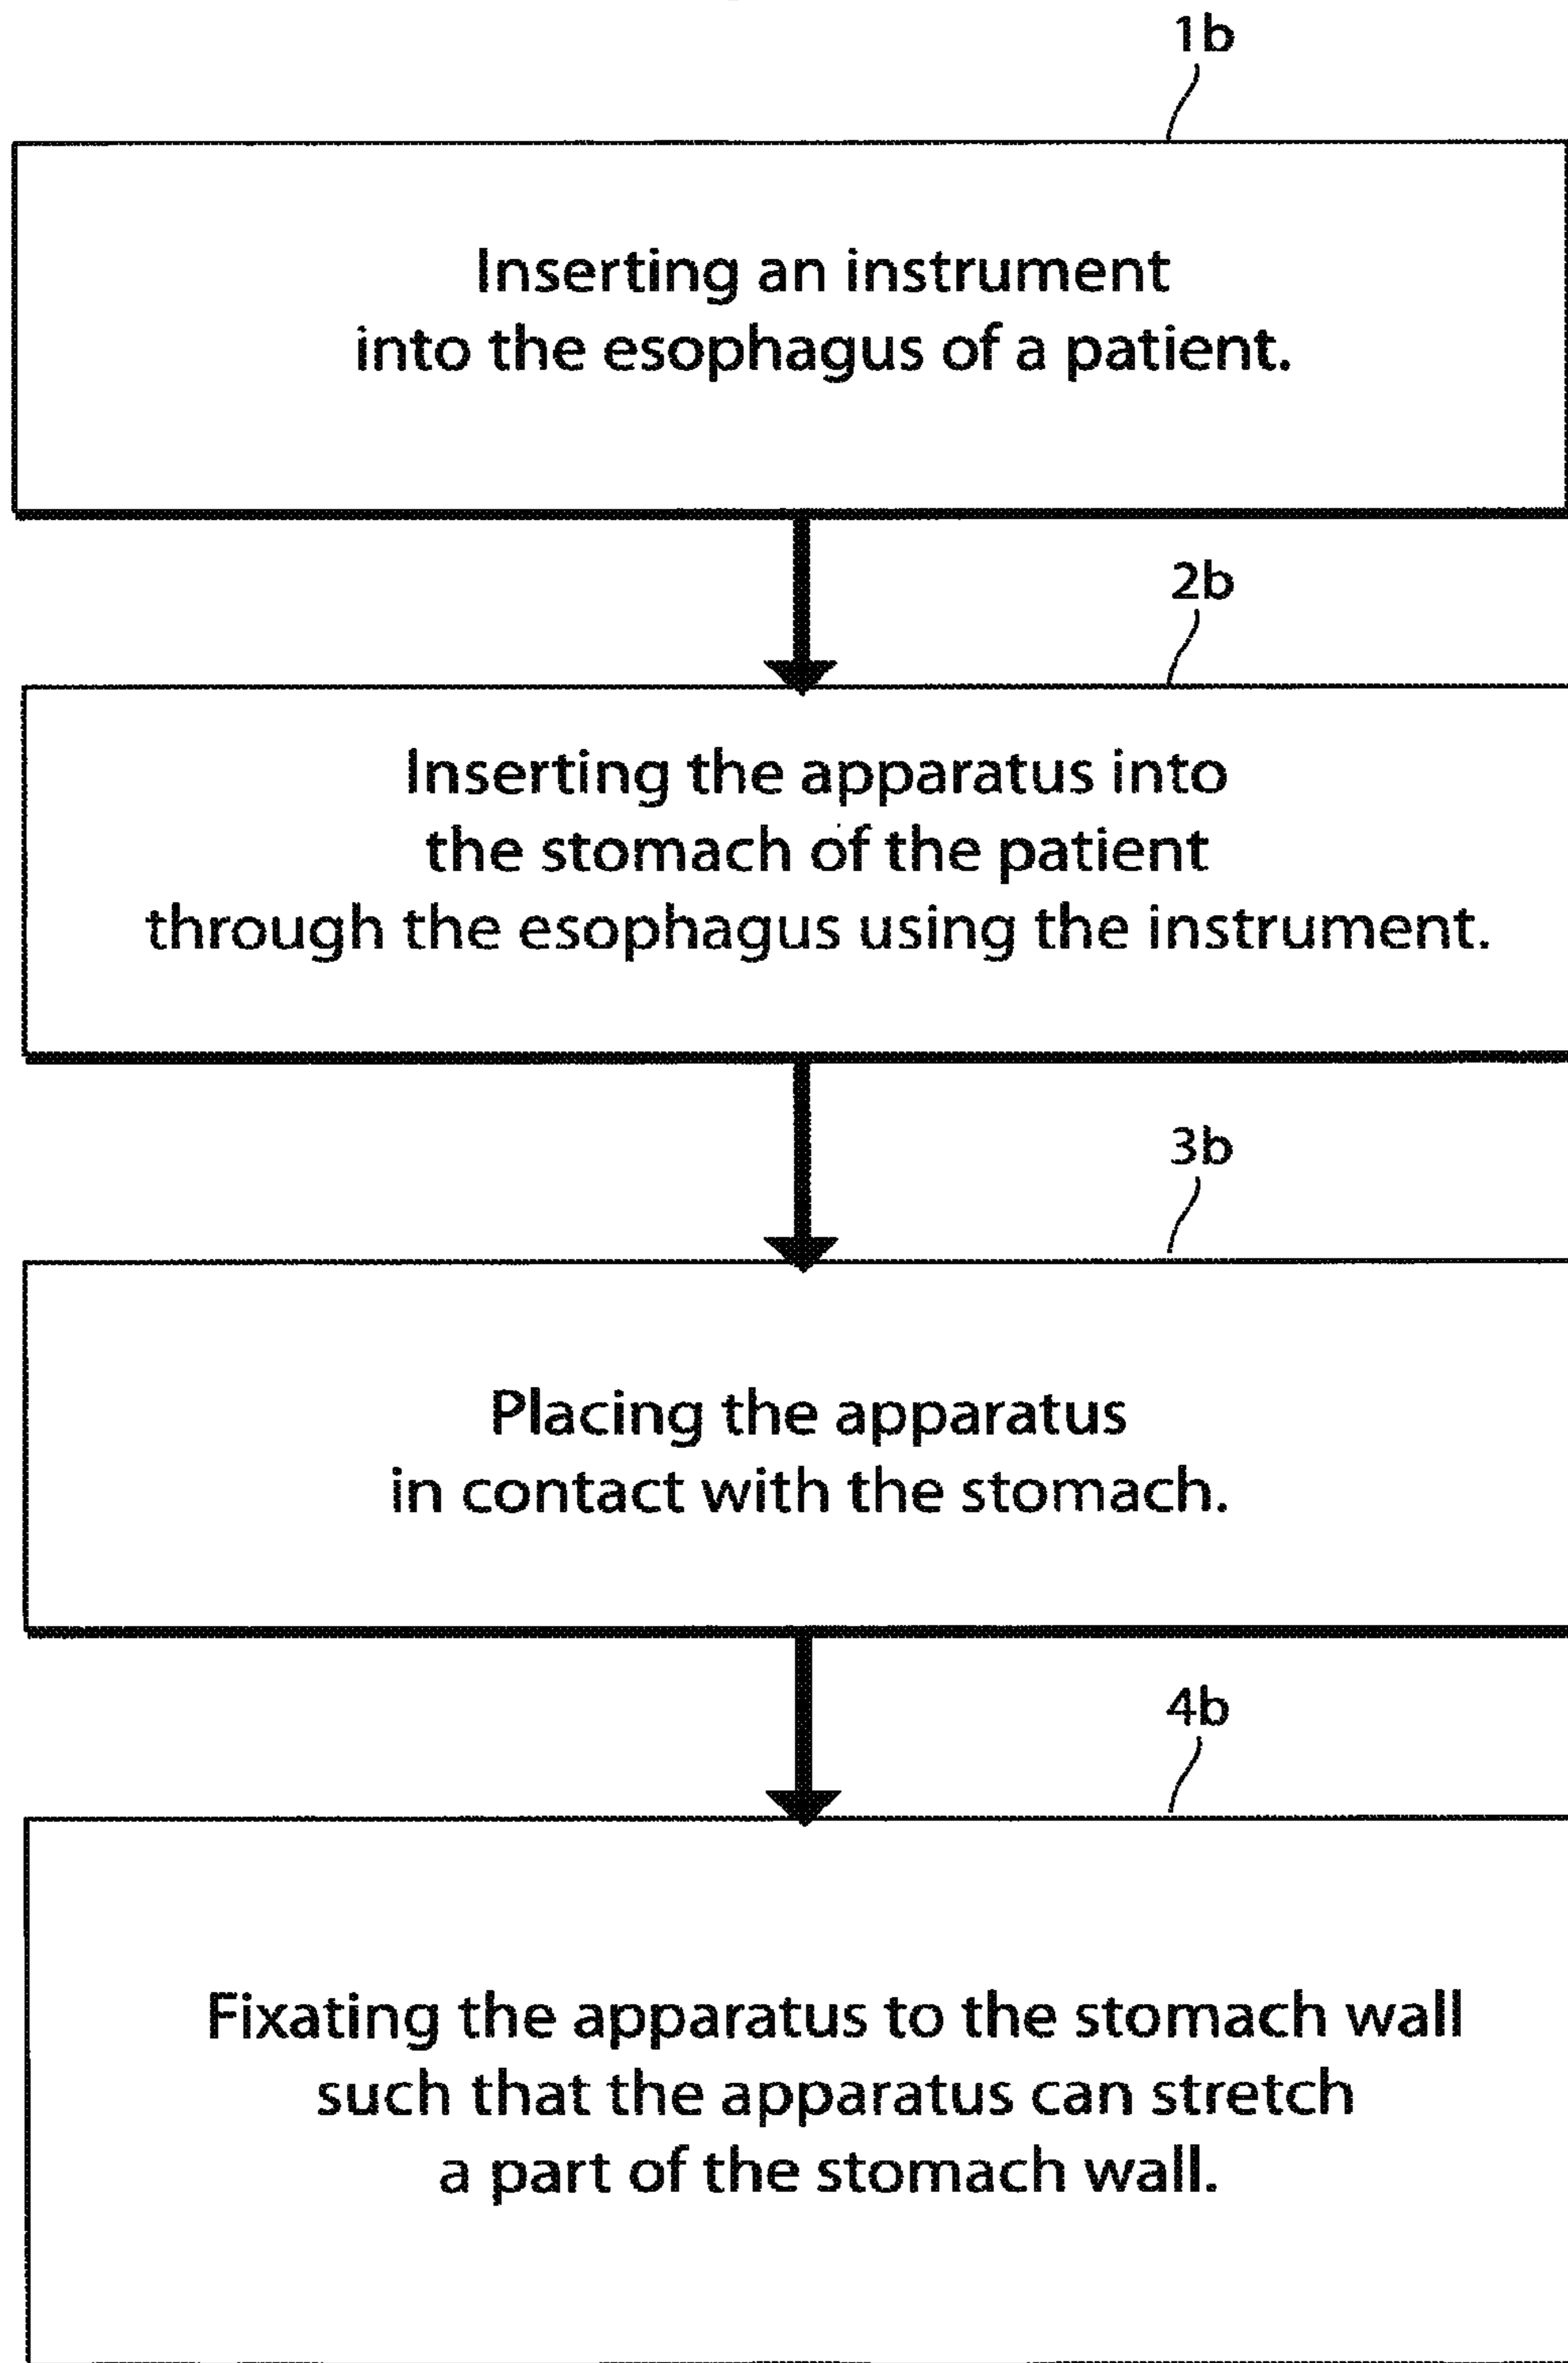 1b
Inserting an instrument
into the esophagus of a patient.
2b
Inserting the apparatus into
the stomach of the patient
through the esophagus using the instrument.
3b
Placing the apparatus
in contact with the stomach.
4b
Fixating the apparatus to the stomach wall
such that the apparatus can stretch
a part of the stomach wall.